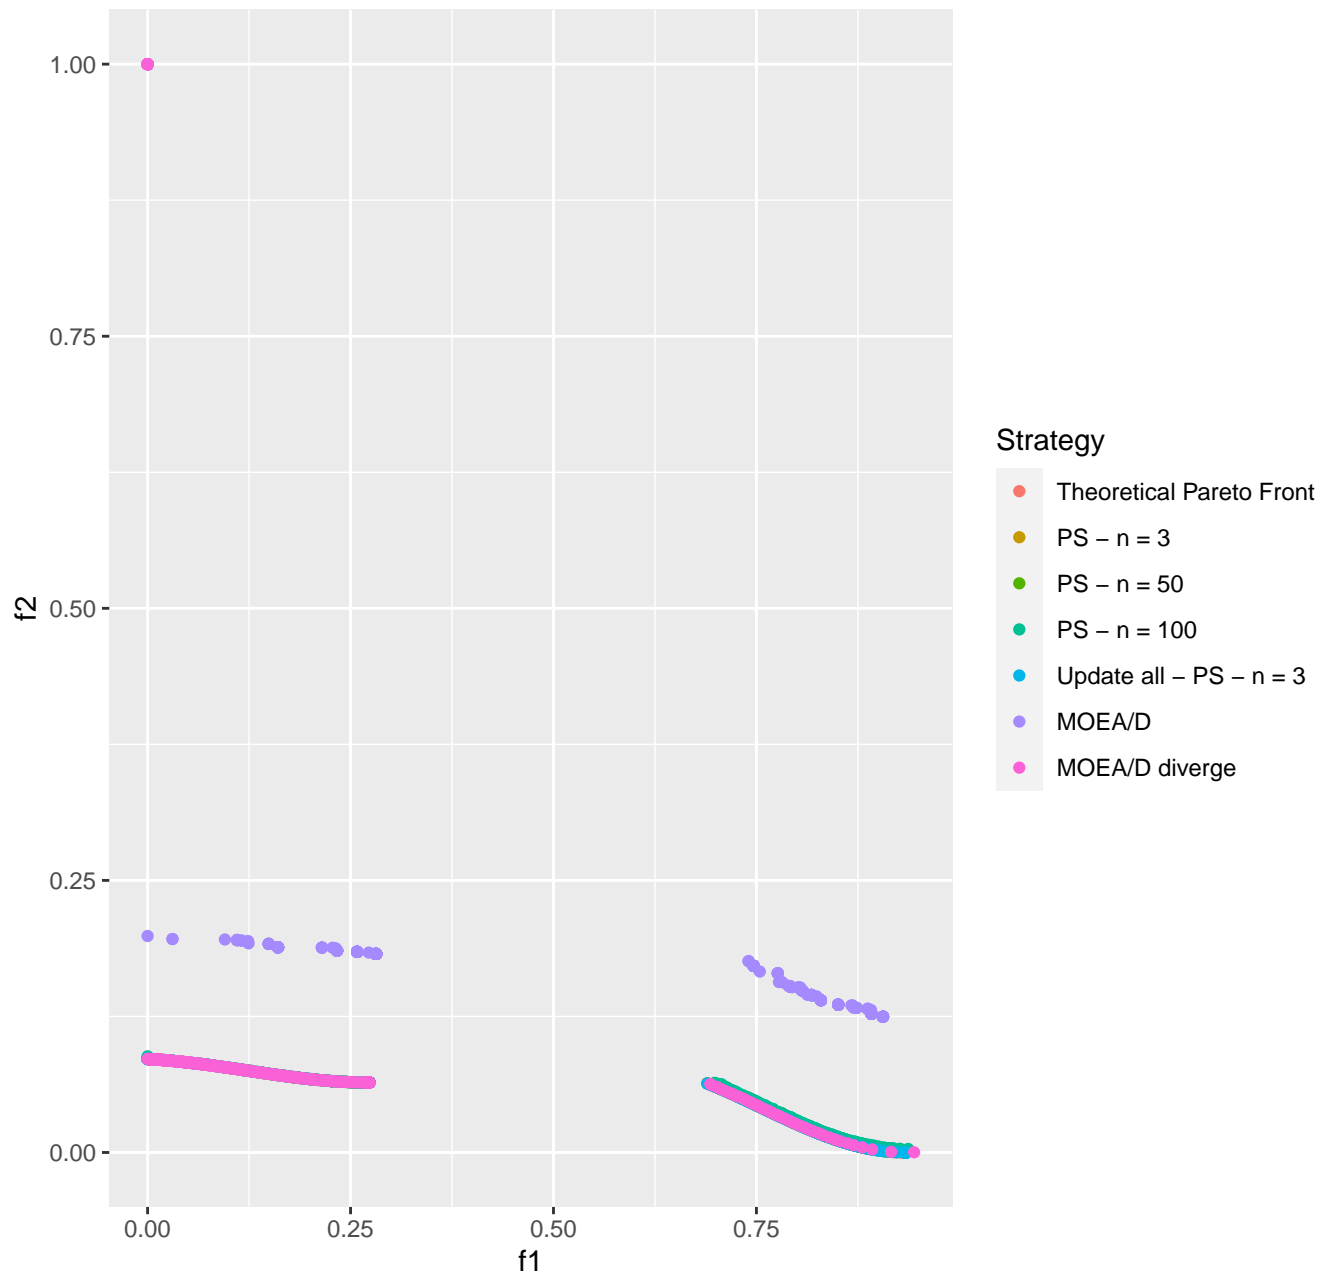 1.00
0.75
0.50
0.25
0.00
f2
0.00
0.25
0.50
0.75
f1
Strategy
Theoretical Pareto Front
PS − n = 3
PS − n = 50
PS − n = 100
Update all − PS − n = 3
MOEA/D
MOEA/D diverge